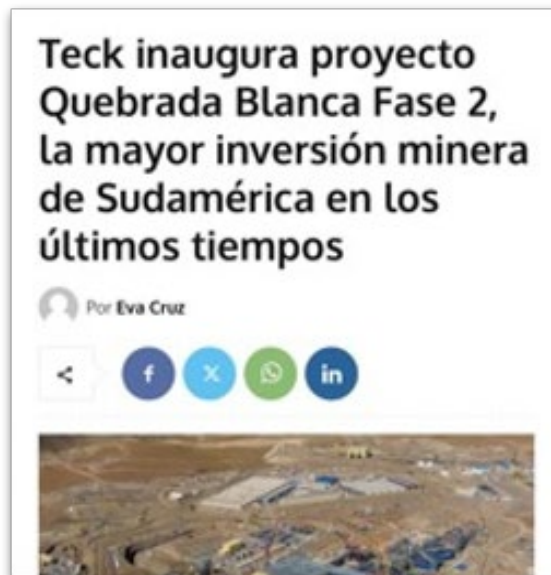 Teck inaugura proyecto
Quebrada Blanca Fase 2,
la mayor inversión minera
de Sudamérica en los
últimos tiempos
Por Eva Cruz
f X in